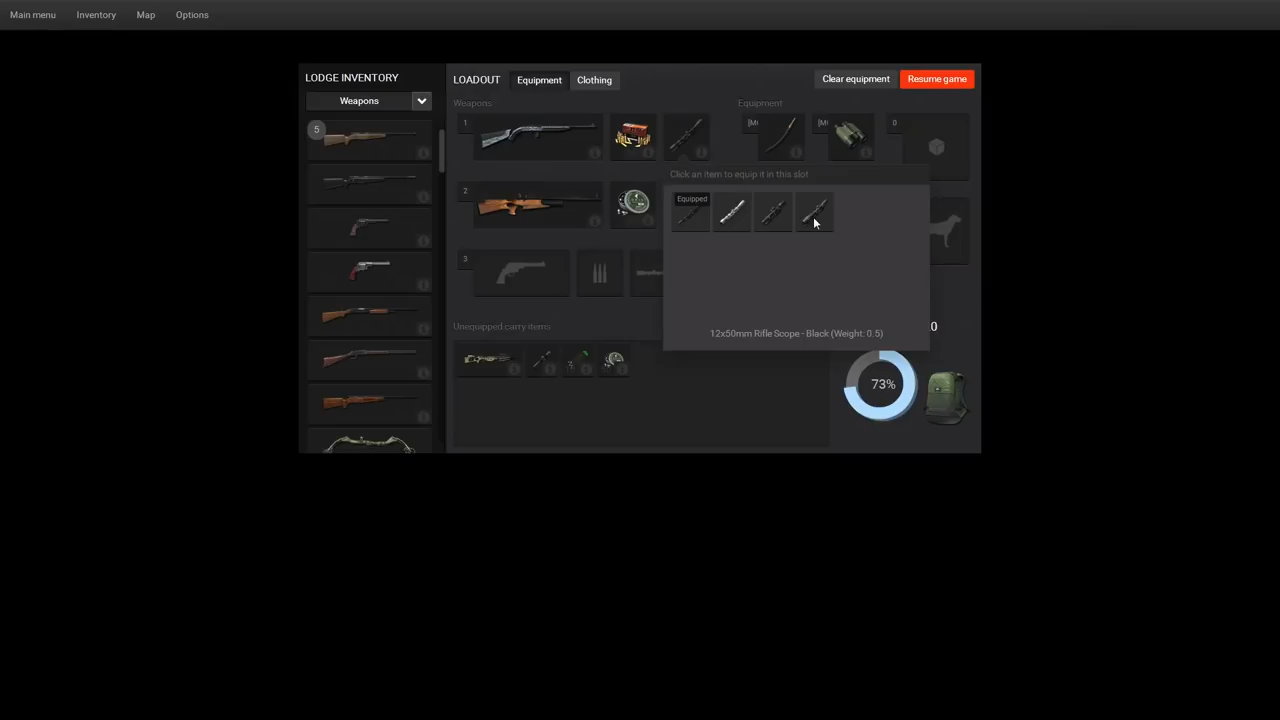 Main menu
Inventory
Map
Options
LODGE INVENTORY
Weapons
5
LOADOUT
Equipment
Clothing
Clear equipment
Resume game
Weapons
Equipment
1
[M
[M
0
Click an item to equip it in this slot
Equipped
2
3
12x50mm Rifle Scope - Black (Weight: 0.5)
Unequipped carry items
0
73%